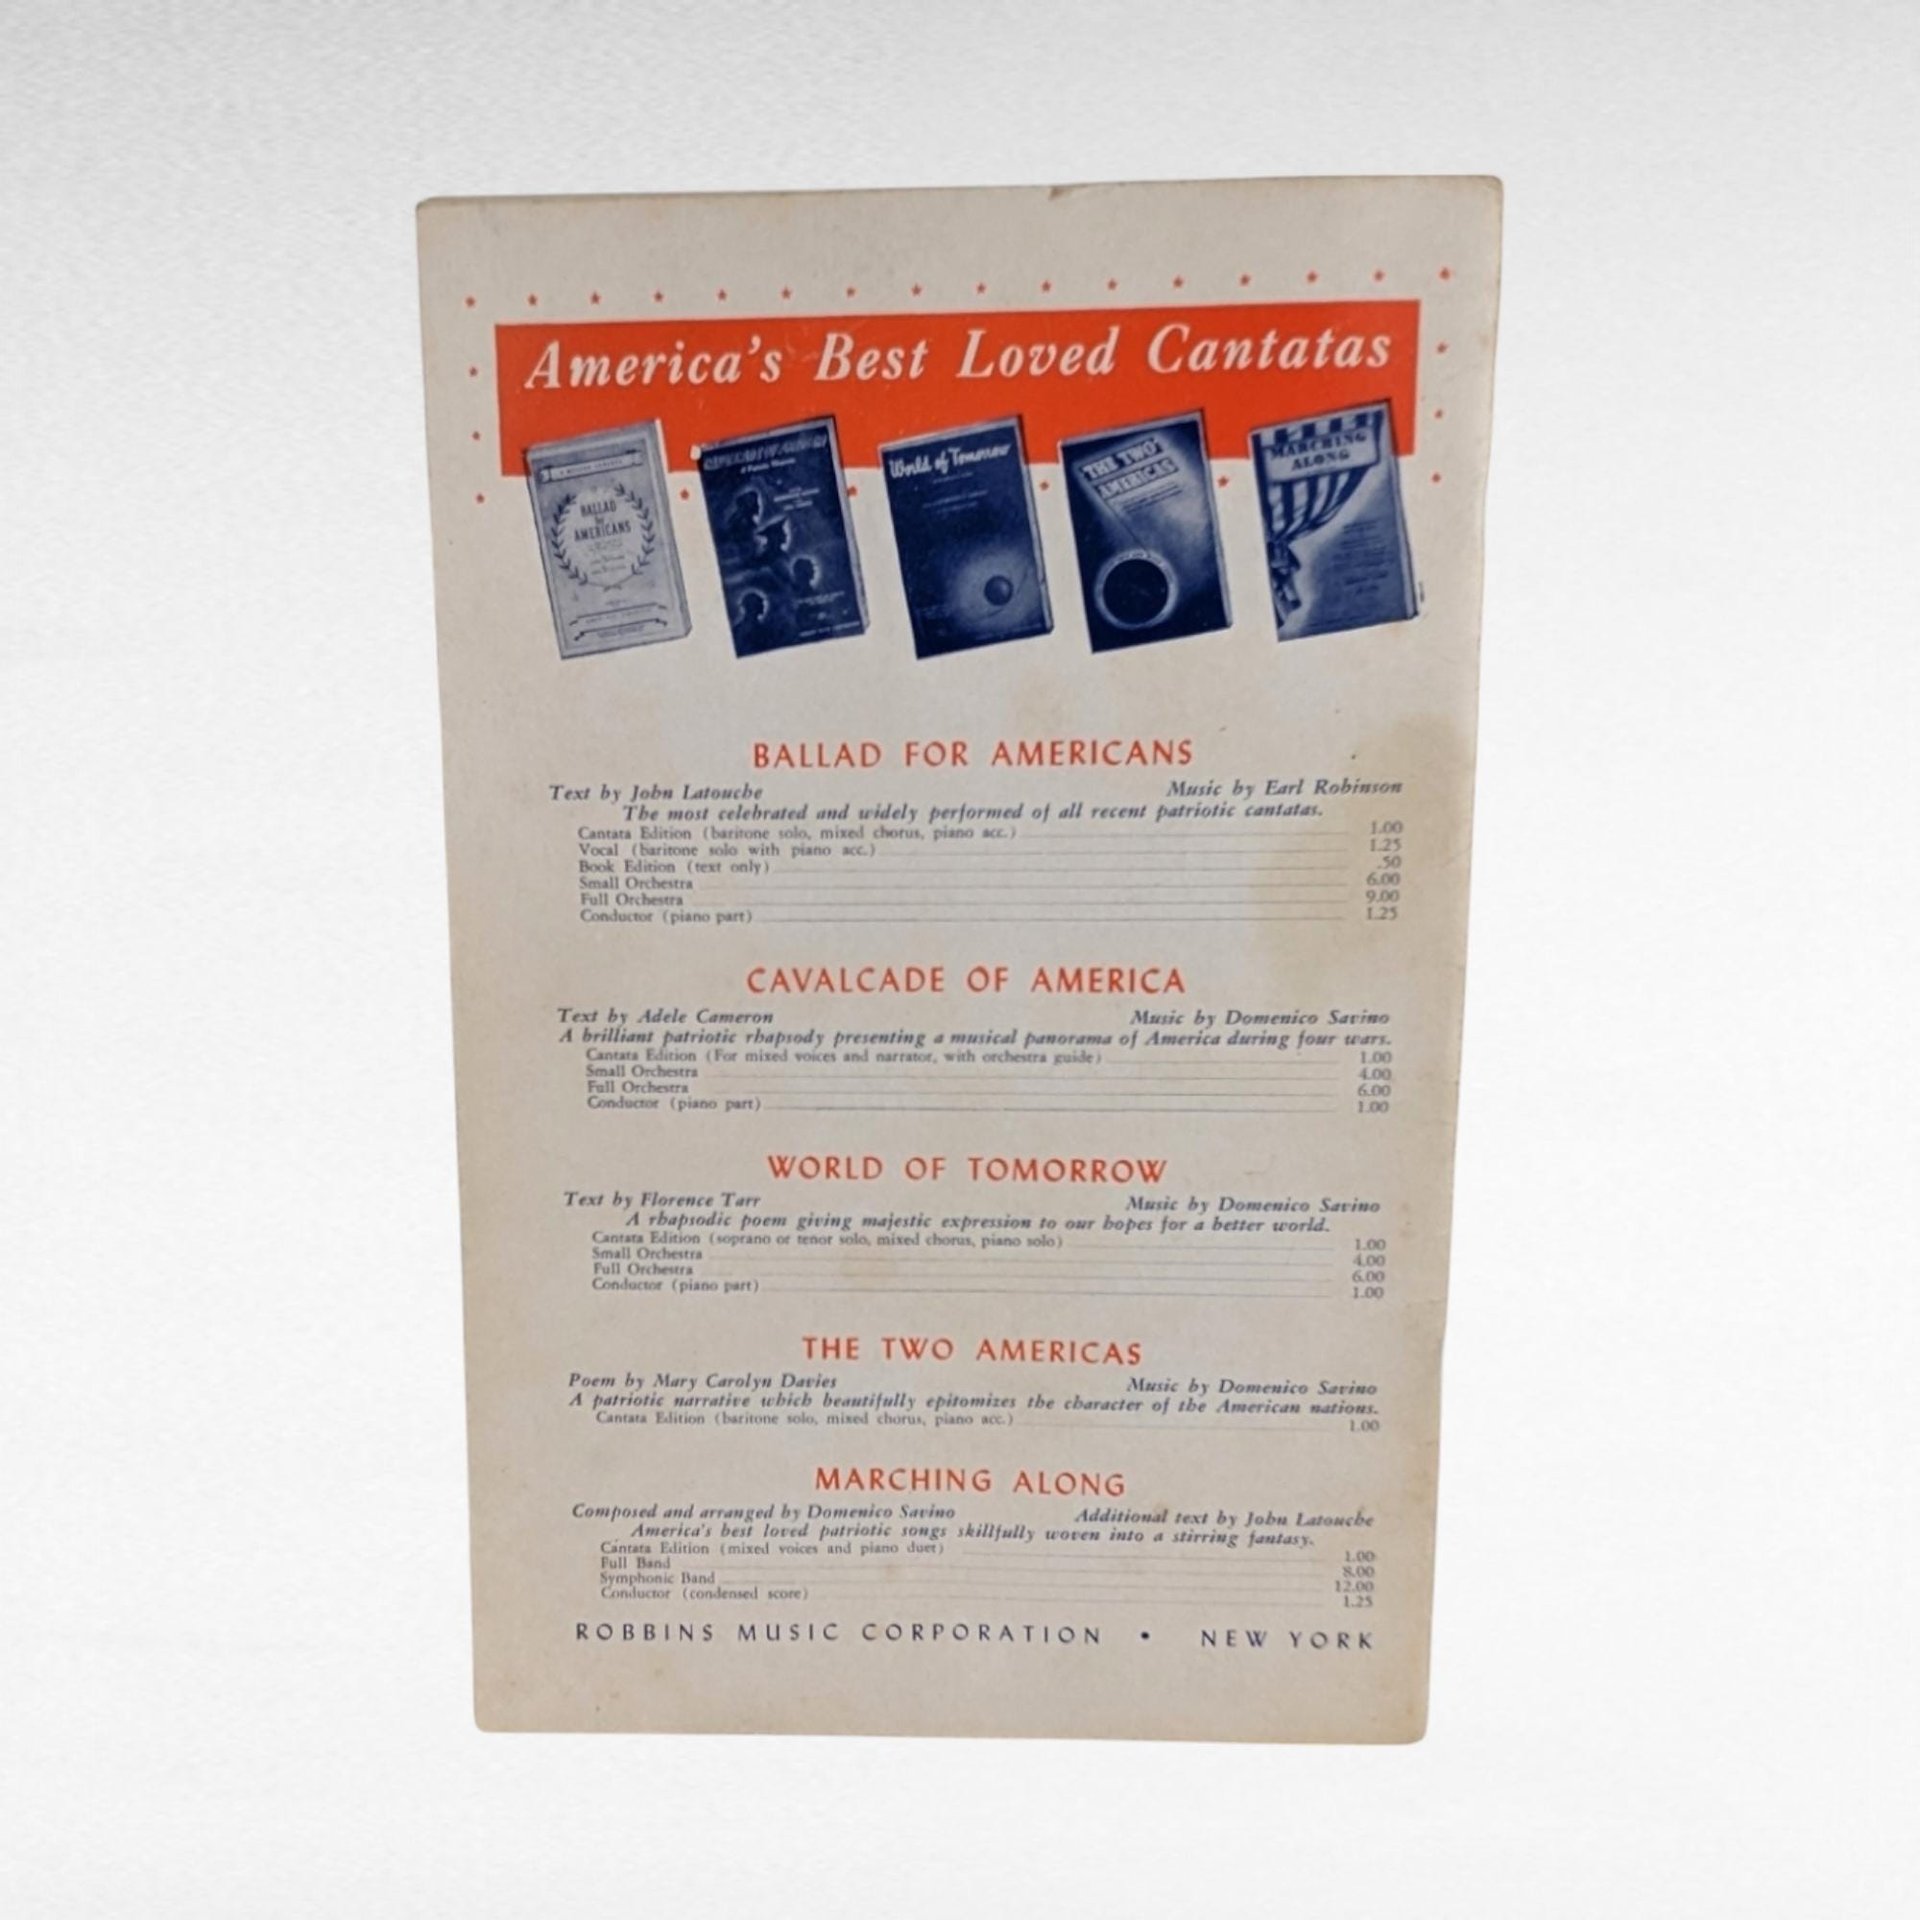 America's Best Loved Cantatas
BALLAD
for
AMERICANS
World of Tomorrow
THE TWO
AMERICAS
MARCHING
ALONG
BALLAD FOR AMERICANS
Text by John Latouche Music by Earl Robinson
The most celebrated and widely performed of all recent patriotic cantatas.
Cantata Edition (baritone solo, mixed chorus, piano acc.) 1.00
Vocal (baritone solo with piano acc.) 1.25
Book Edition (text only) .50
Small Orchestra 6.00
Full Orchestra 9.00
Conductor (piano part) 1.25
CAVALCADE OF AMERICA
Text by Adele Cameron Music by Domenico Savino
A brilliant patriotic rhapsody presenting a musical panorama of America during four wars.
Cantata Edition (For mixed voices and narrator, with orchestra guide) 1.00
Small Orchestra 4.00
Full Orchestra 6.00
Conductor (piano part) 1.00
WORLD OF TOMORROW
Text by Florence Tarr Music by Domenico Savino
A rhapsodic poem giving majestic expression to our hopes for a better world.
Cantata Edition (soprano or tenor solo, mixed chorus, piano solo) 1.00
Small Orchestra 4.00
Full Orchestra 6.00
Conductor (piano part) 1.00
THE TWO AMERICAS
Poem by Mary Carolyn Davies Music by Domenico Savino
A patriotic narrative which beautifully epitomizes the character of the American nations.
Cantata Edition (baritone solo, mixed chorus, piano acc.) 1.00
MARCHING ALONG
Composed and arranged by Domenico Savino Additional text by John Latouche
America's best loved patriotic songs skillfully woven into a stirring fantasy.
Cantata Edition (mixed voices and piano duet) 1.00
Full Band 8.00
Symphonic Band 12.00
Conductor (condensed score) 1.25
ROBBINS MUSIC CORPORATION • NEW YORK